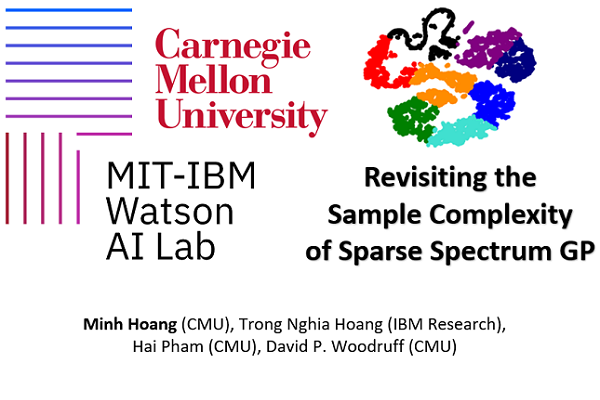 Carnegie
Mellon
University
MIT-IBM
Watson
AI Lab
Revisiting the
Sample Complexity
of Sparse Spectrum GP
Minh Hoang (CMU), Trong Nghia Hoang (IBM Research),
Hai Pham (CMU), David P. Woodruff (CMU)